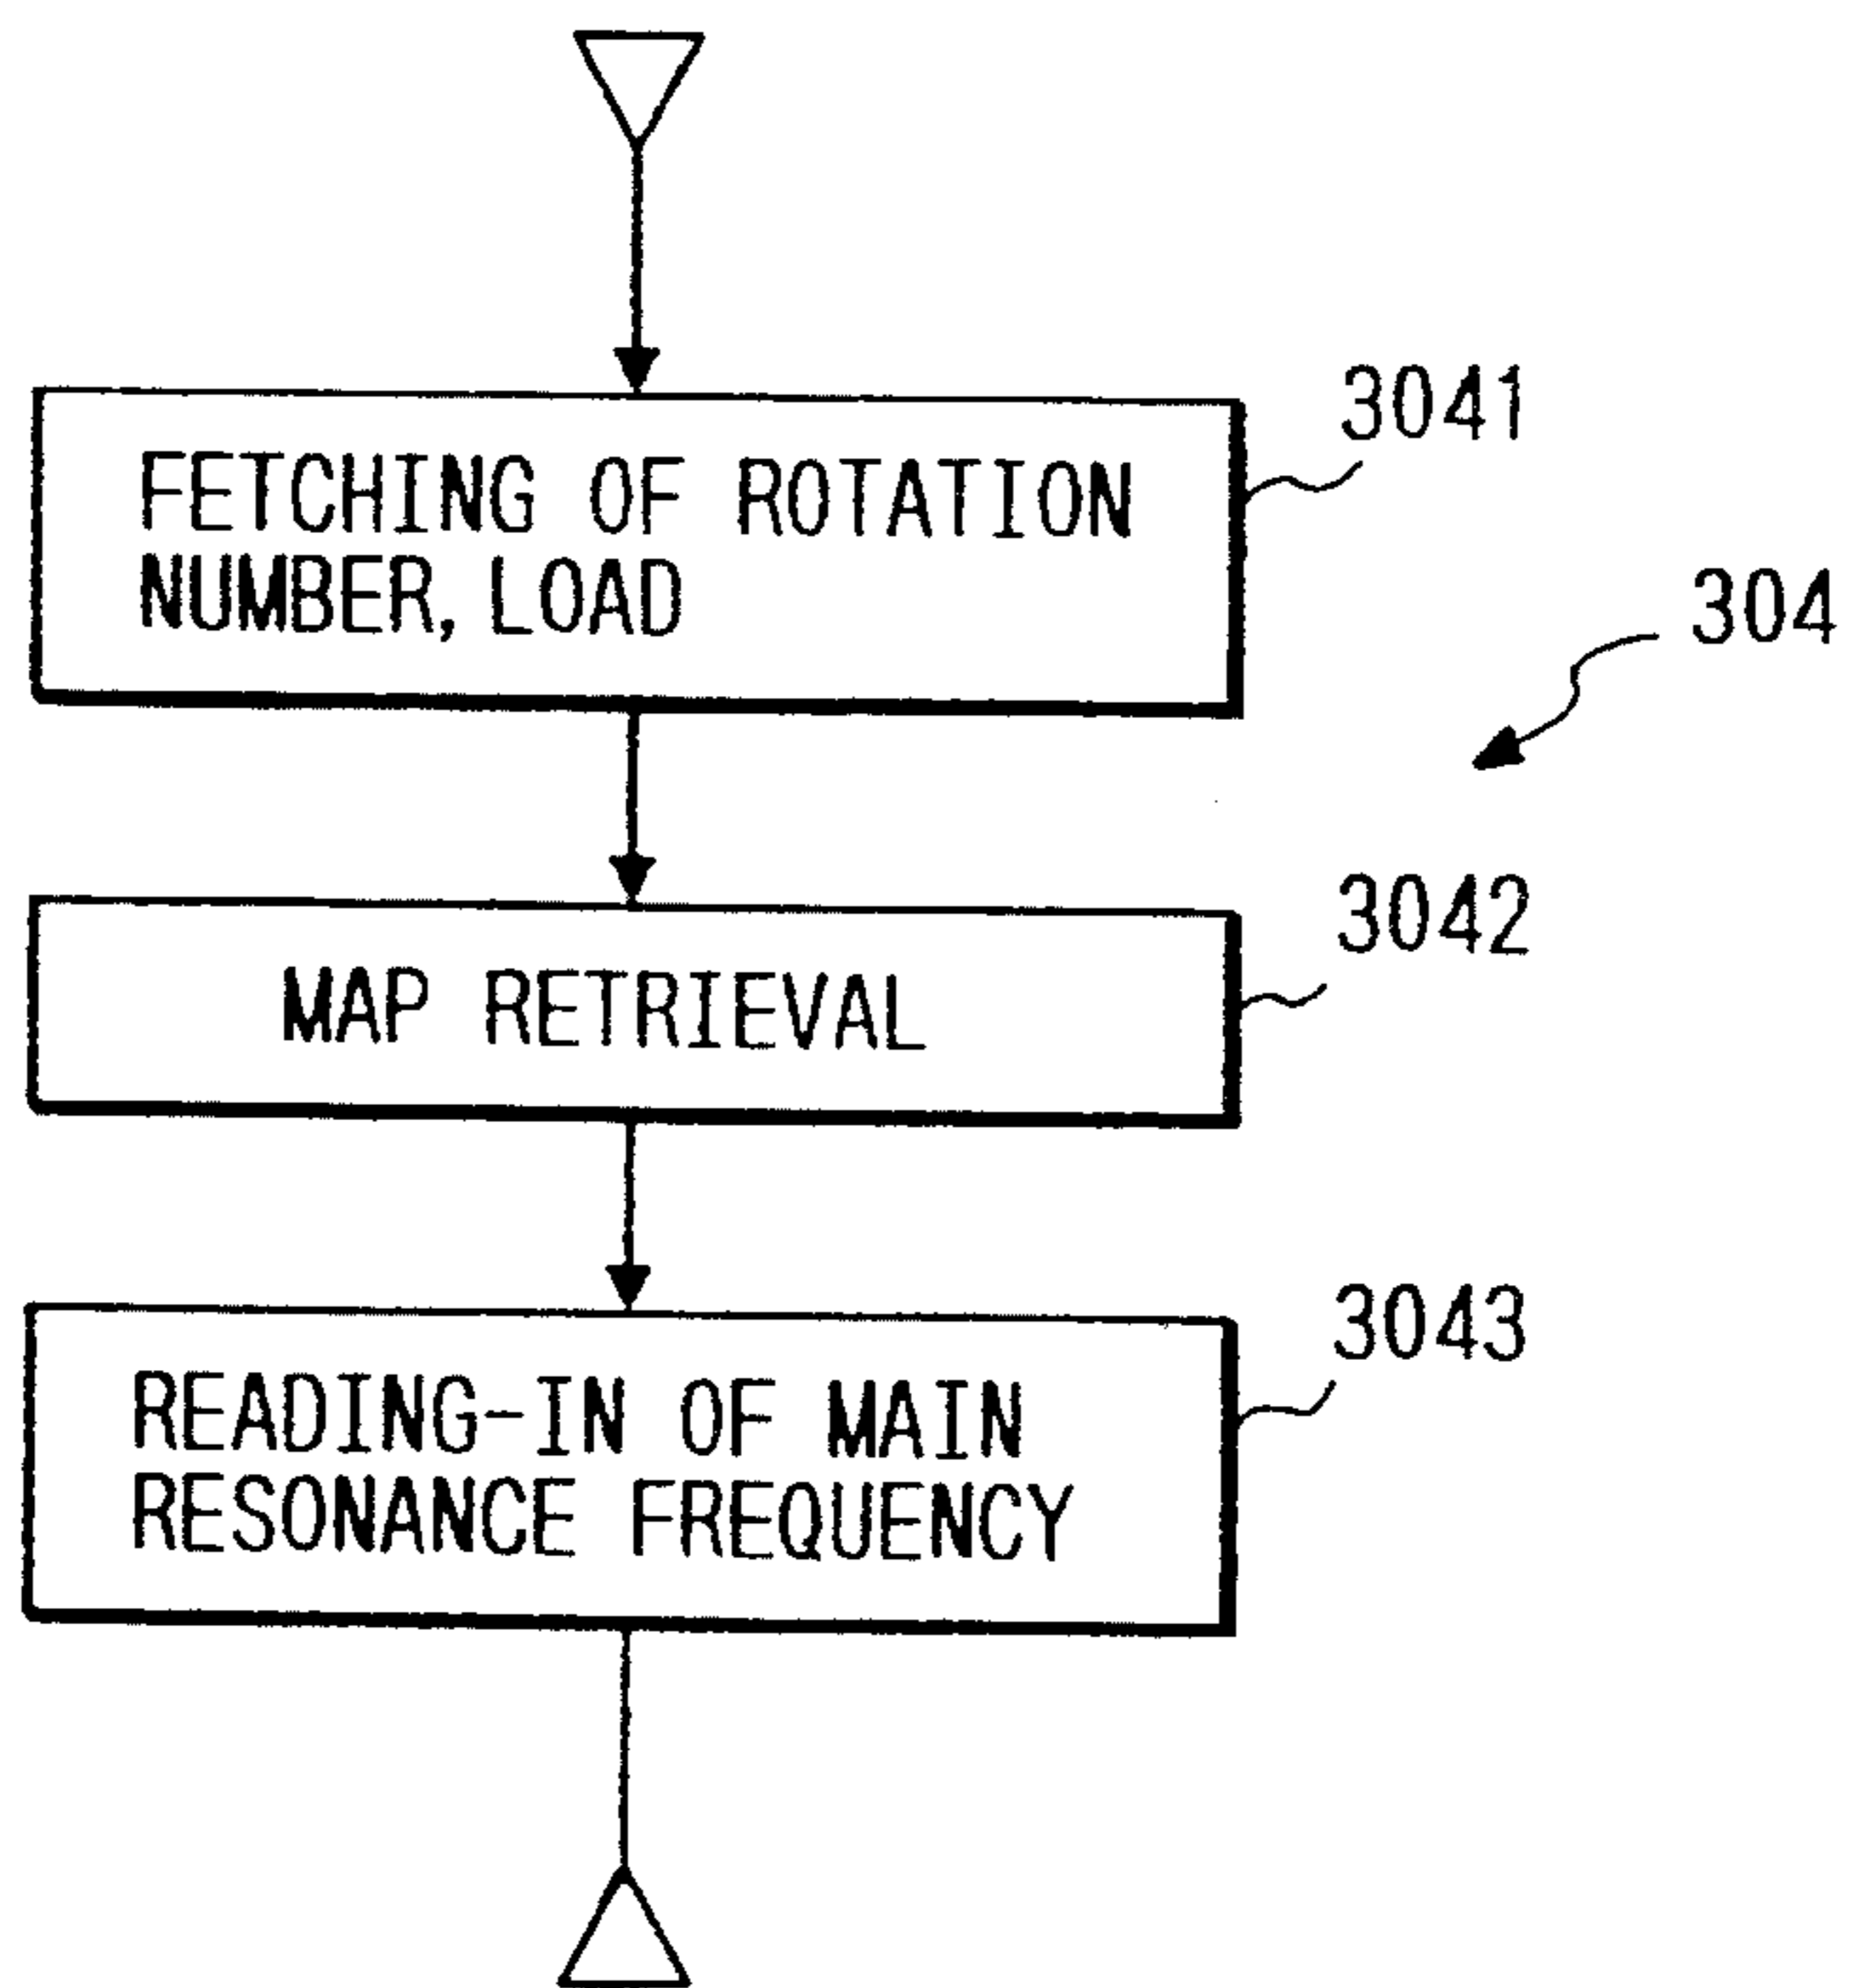 3041
FETCHING OF ROTATION
NUMBER, LOAD
304
3042
MAP RETRIEVAL
3043
READING-IN OF MAIN
RESONANCE FREQUENCY